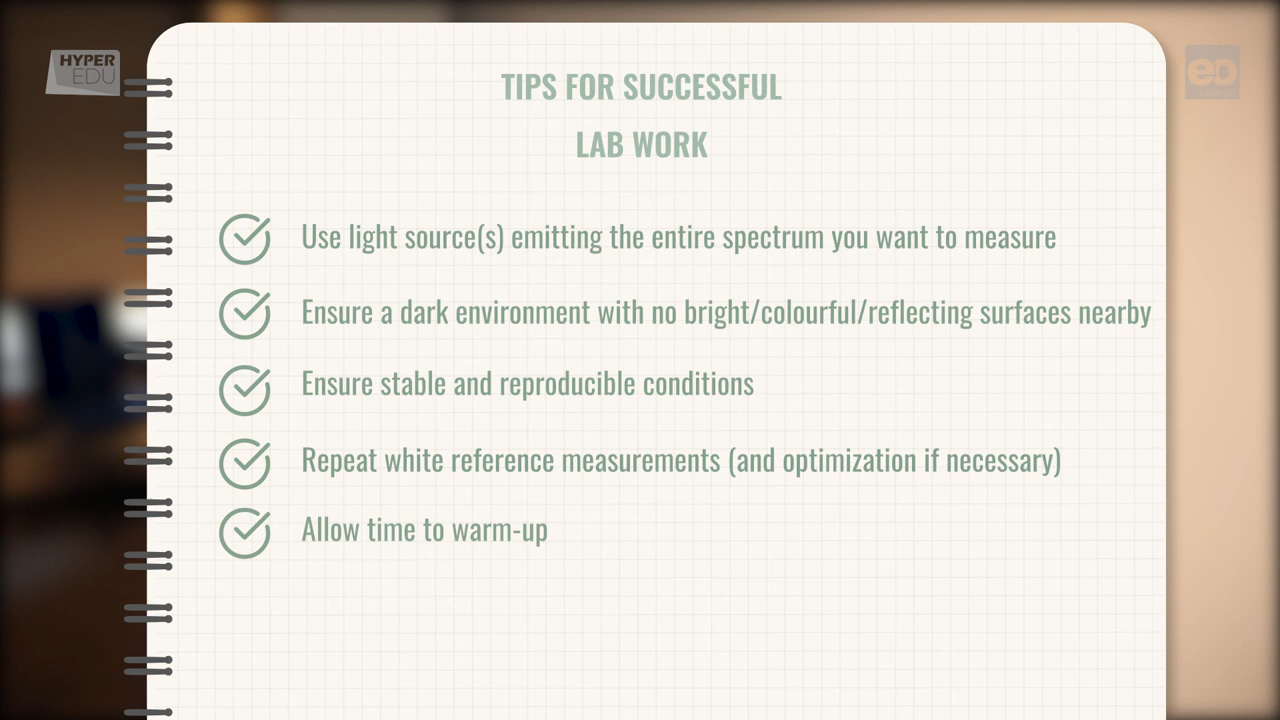 HYPER
EDU
eo
TIPS FOR SUCCESSFUL
LAB WORK
Use light source(s) emitting the entire spectrum you want to measure
Ensure a dark environment with no bright/colourful/reflecting surfaces nearby
Ensure stable and reproducible conditions
Repeat white reference measurements (and optimization if necessary)
Allow time to warm-up